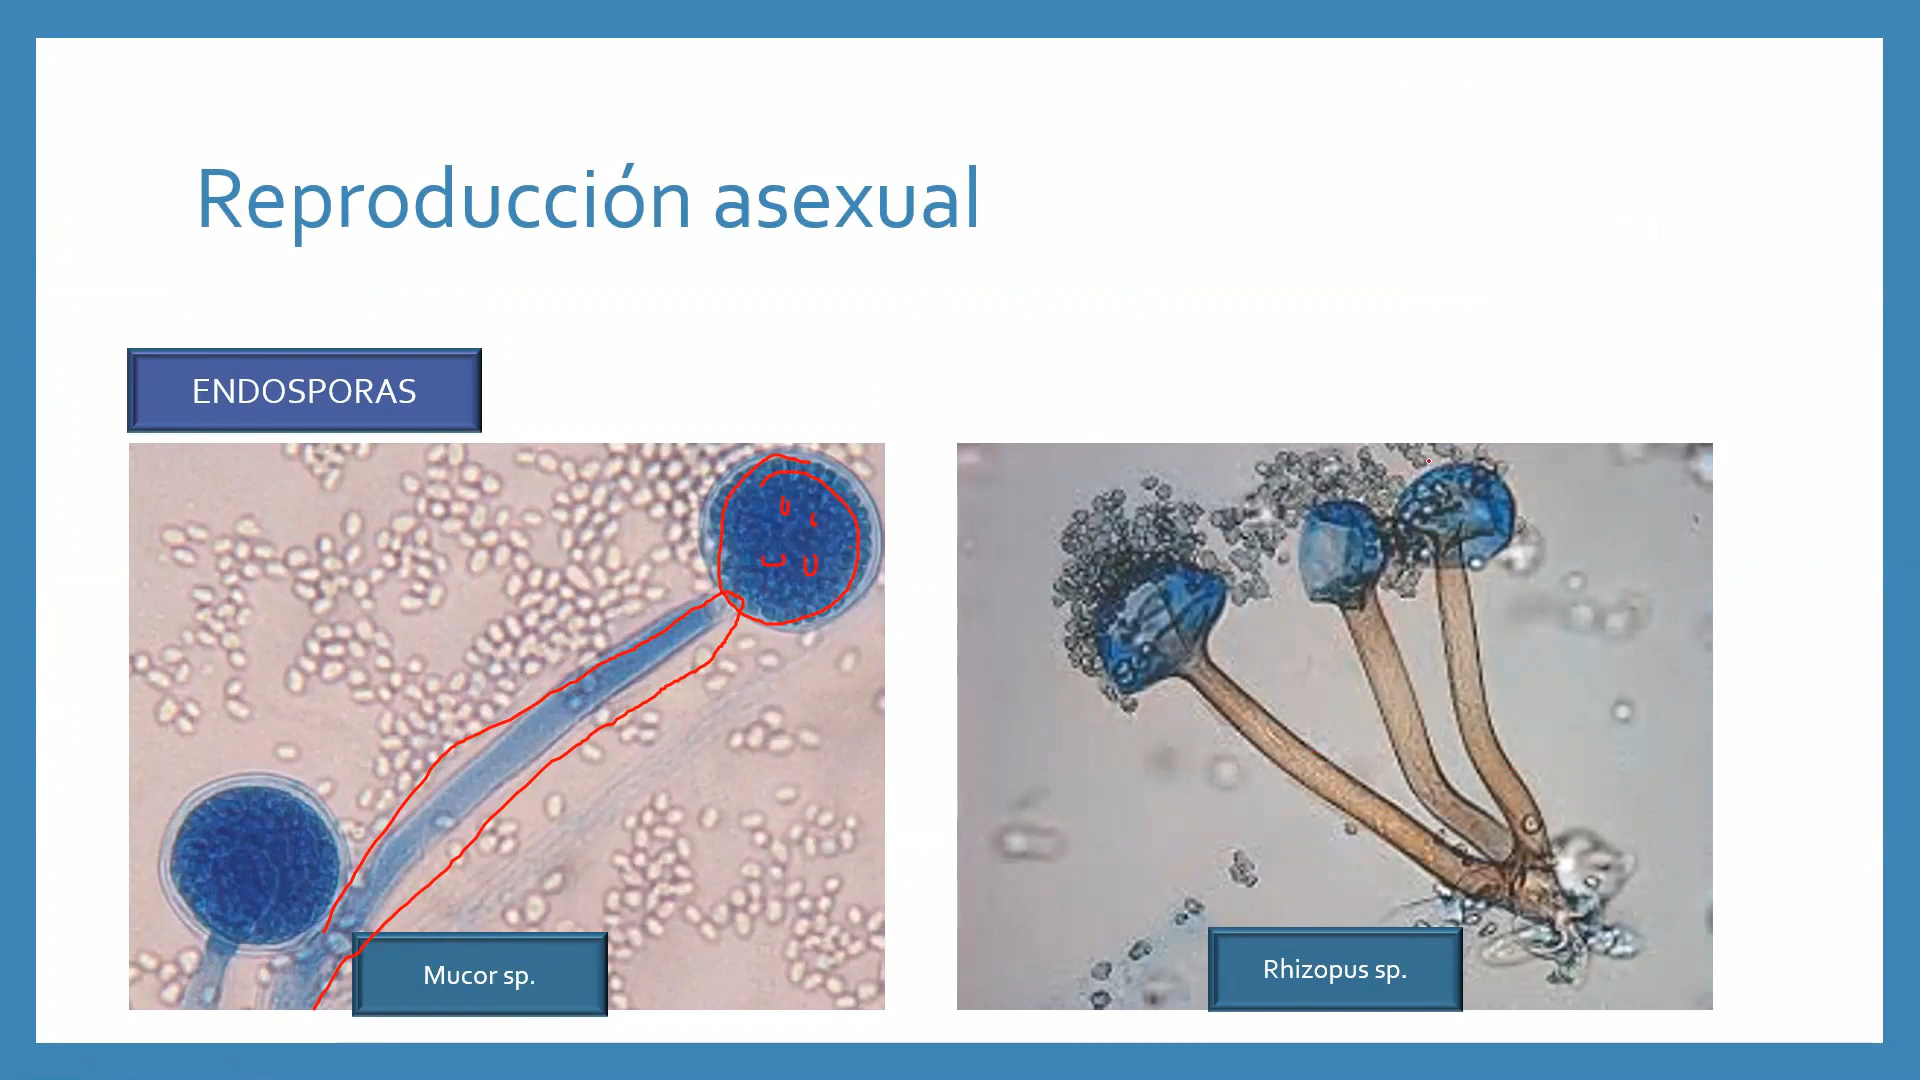 Reproducción asexual
ENDOSPORAS
Mucor sp.
Rhizopus sp.